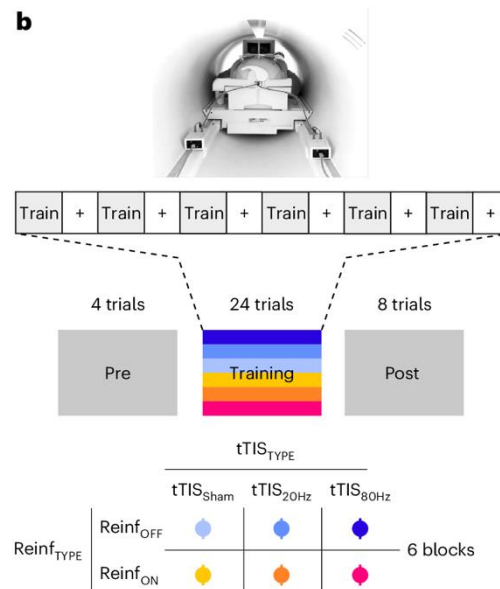 b
Train + Train + Train + Train + Train + Train +
4 trials 24 trials 8 trials
Pre Training Post
tTIS_TYPE
tTIS_Sham tTIS_20Hz tTIS_80Hz
Reinf_OFF
Reinf_TYPE 6 blocks
Reinf_ON